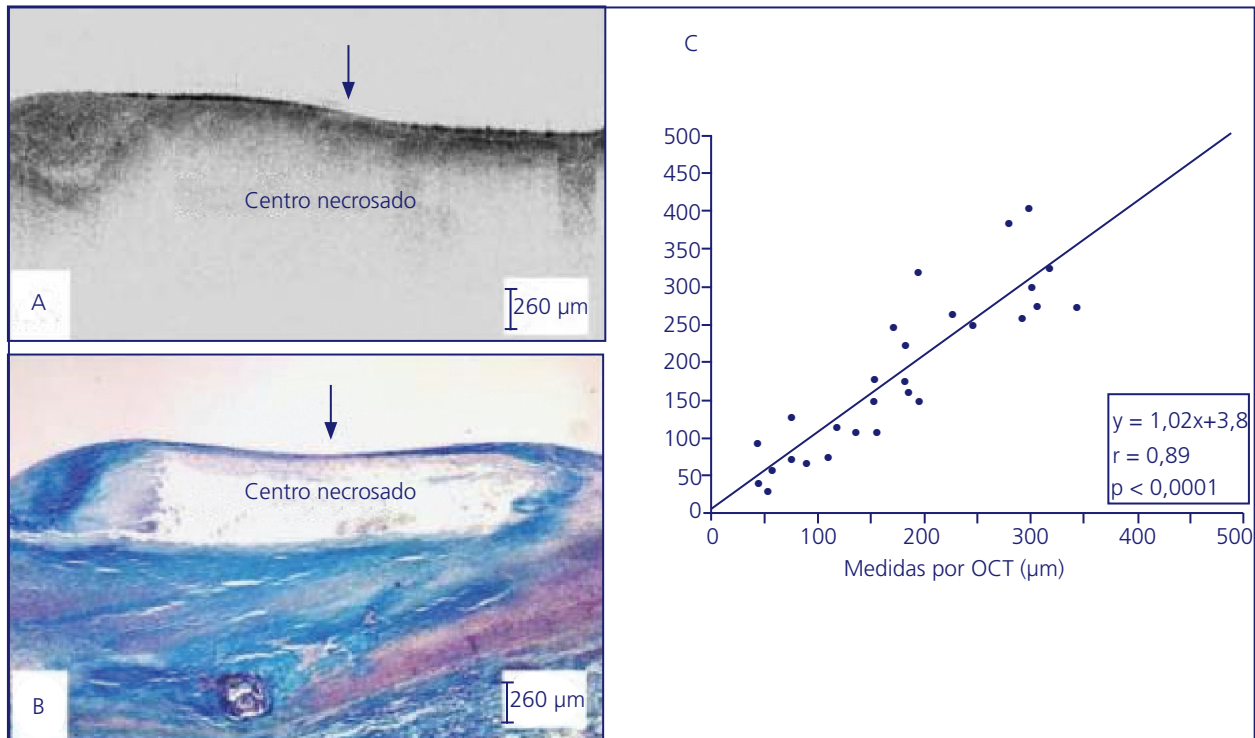 Centro necrosado
A
260 µm
Centro necrosado
B
260 µm
C
500
450
400
350
300
250
200
150
100
50
0
0 100 200 300 400 500
Medidas por OCT (µm)
y = 1,02x+3,8
r = 0,89
p < 0,0001